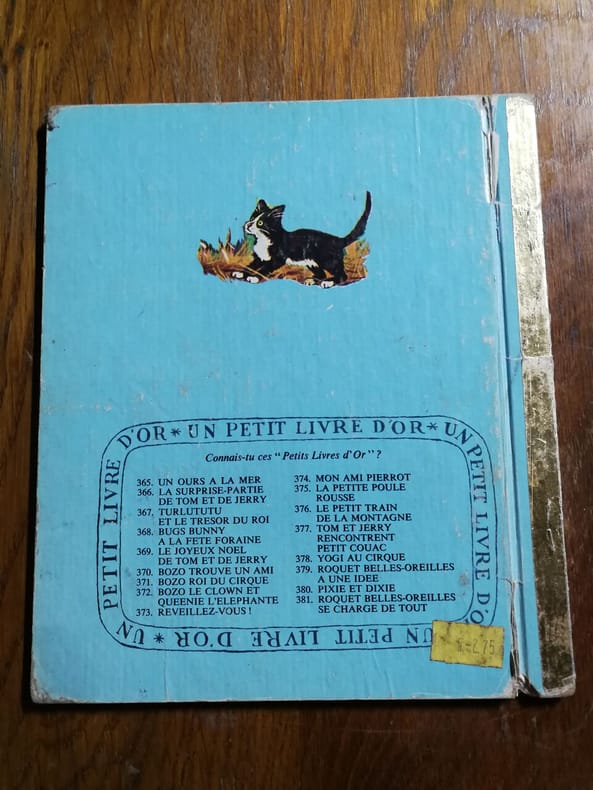 UN PETIT LIVRE D'OR * UN PETIT LIVRE D'OR * UN PETIT LIVRE D'OR * UN PETIT LIVRE D'OR *
Connais-tu ces "Petits Livres d'Or" ?
365. UN OURS A LA MER
366. LA SURPRISE-PARTIE
DE TOM ET DE JERRY
367. TURLUTUTU
ET LE TRESOR DU ROI
368. BUGS BUNNY
A LA FETE FORAINE
369. LE JOYEUX NOEL
DE TOM ET DE JERRY
370. BOZO TROUVE UN AMI
371. BOZO ROI DU CIRQUE
372. BOZO LE CLOWN ET
QUEENIE L'ELEPHANTE
373. REVEILLEZ-VOUS !
374. MON AMI PIERROT
375. LA PETITE POULE
ROUSSE
376. LE PETIT TRAIN
DE LA MONTAGNE
377. TOM ET JERRY
RENCONTRENT
PETIT COUAC
378. YOGI AU CIRQUE
379. ROQUET BELLES-OREILLES
A UNE IDEE
380. PIXIE ET DIXIE
381. ROQUET BELLES-OREILLES
SE CHARGE DE TOUT
2.75